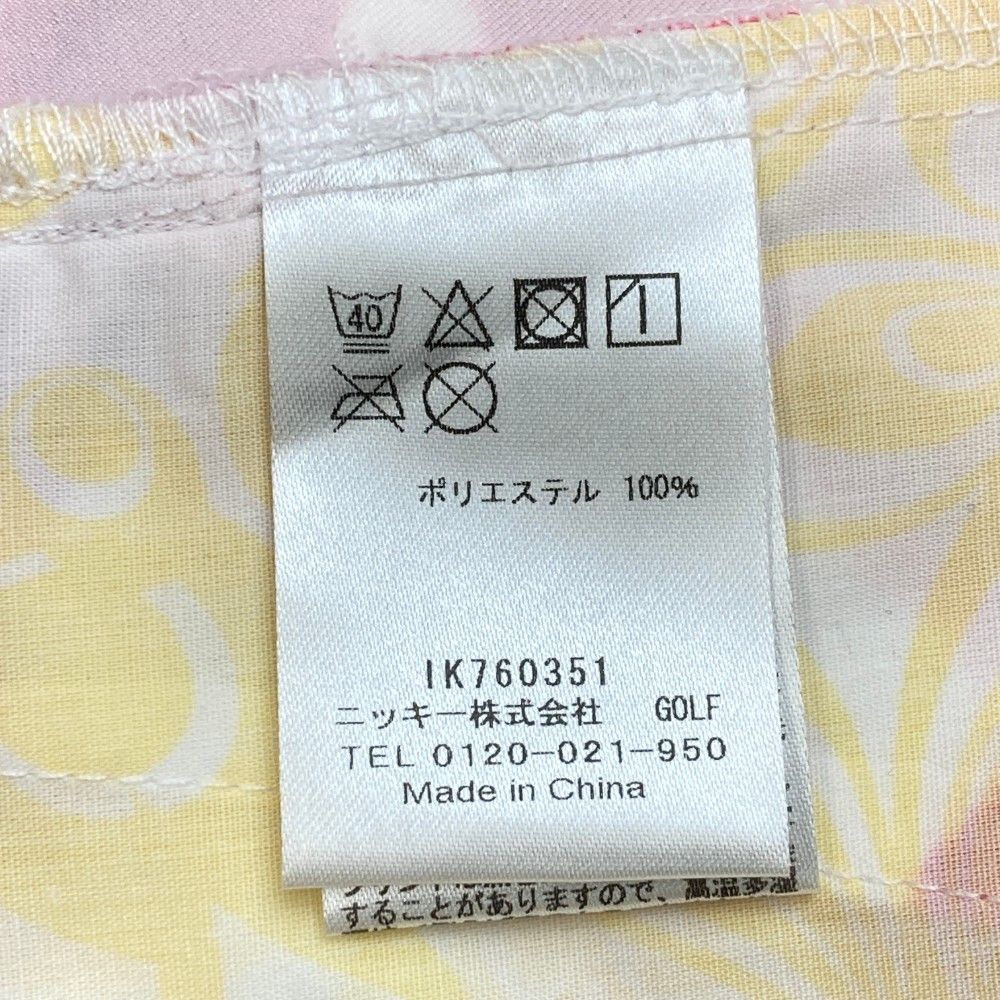 40
ポリエステル 100%
IK760351
ニッキー株式会社 GOLF
TEL 0120-021-950
Made in China
することがありますので、高温多湿